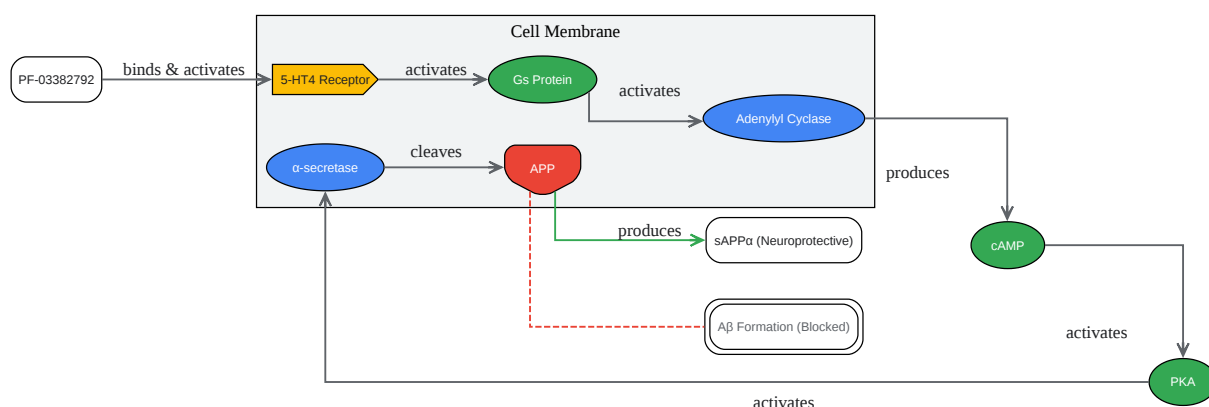 Cell Membrane
PF-03382792
binds & activates
5-HT4 Receptor
activates
Gs Protein
activates
Adenylyl Cyclase
α-secretase
cleaves
APP
produces
produces
sAPPα (Neuroprotective)
cAMP
Aβ Formation (Blocked)
activates
PKA
activates